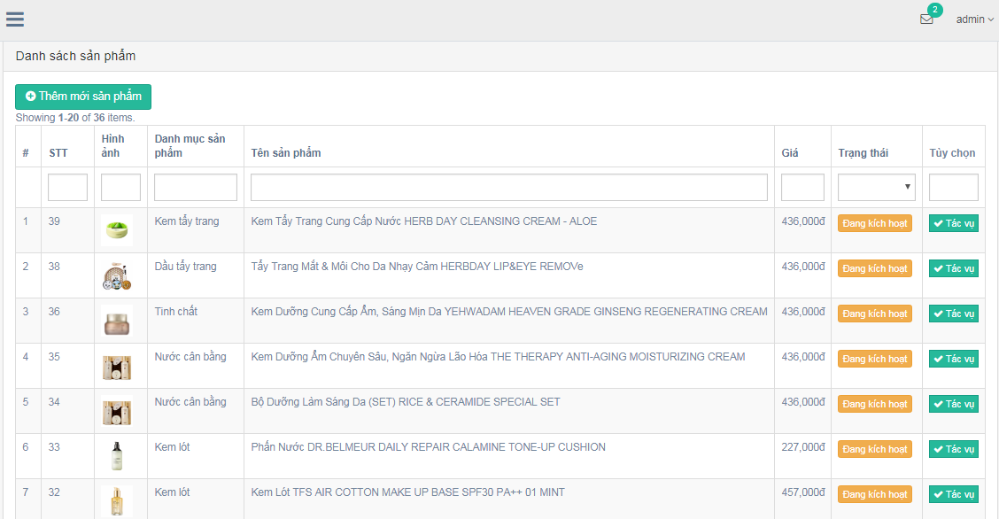 2
admin
Danh sách sản phẩm
Thêm mới sản phẩm
Showing 1-20 of 36 items.
# STT Hình ảnh Danh mục sản phẩm Tên sản phẩm Giá Trạng thái Tùy chọn
1 39 Kem tẩy trang Kem Tẩy Trang Cung Cấp Nước HERB DAY CLEANSING CREAM - ALOE 436,000đ Đang kích hoạt Tác vụ
2 38 Dầu tẩy trang Tẩy Trang Mắt & Môi Cho Da Nhạy Cảm HERBDAY LIP&EYE REMOVe 436,000đ Đang kích hoạt Tác vụ
3 36 Tinh chất Kem Dưỡng Cung Cấp Ẩm, Sáng Mịn Da YEHWADAM HEAVEN GRADE GINSENG REGENERATING CREAM 436,000đ Đang kích hoạt Tác vụ
4 35 Nước cân bằng Kem Dưỡng Ẩm Chuyên Sâu, Ngăn Ngừa Lão Hóa THE THERAPY ANTI-AGING MOISTURIZING CREAM 436,000đ Đang kích hoạt Tác vụ
5 34 Nước cân bằng Bộ Dưỡng Làm Sáng Da (SET) RICE & CERAMIDE SPECIAL SET 436,000đ Đang kích hoạt Tác vụ
6 33 Kem lót Phấn Nước DR.BELMEUR DAILY REPAIR CALAMINE TONE-UP CUSHION 227,000đ Đang kích hoạt Tác vụ
7 32 Kem lót Kem Lót TFS AIR COTTON MAKE UP BASE SPF30 PA++ 01 MINT 457,000đ Đang kích hoạt Tác vụ